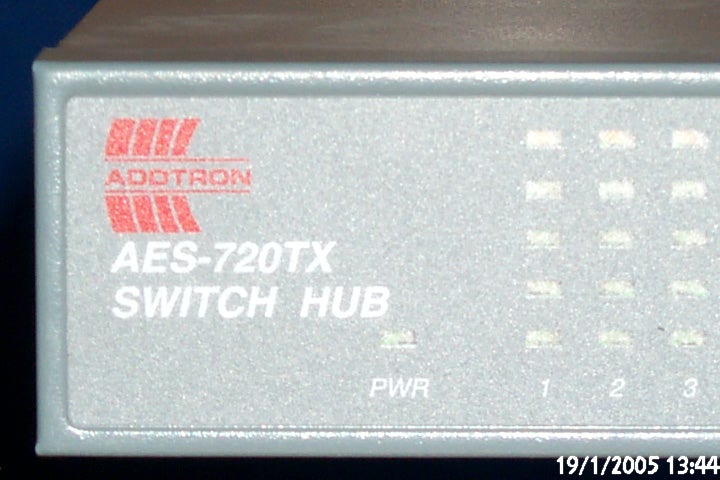 ADDTRON
AES-720TX
SWITCH HUB
PWR 1 2 3
19/1/2005 13:44